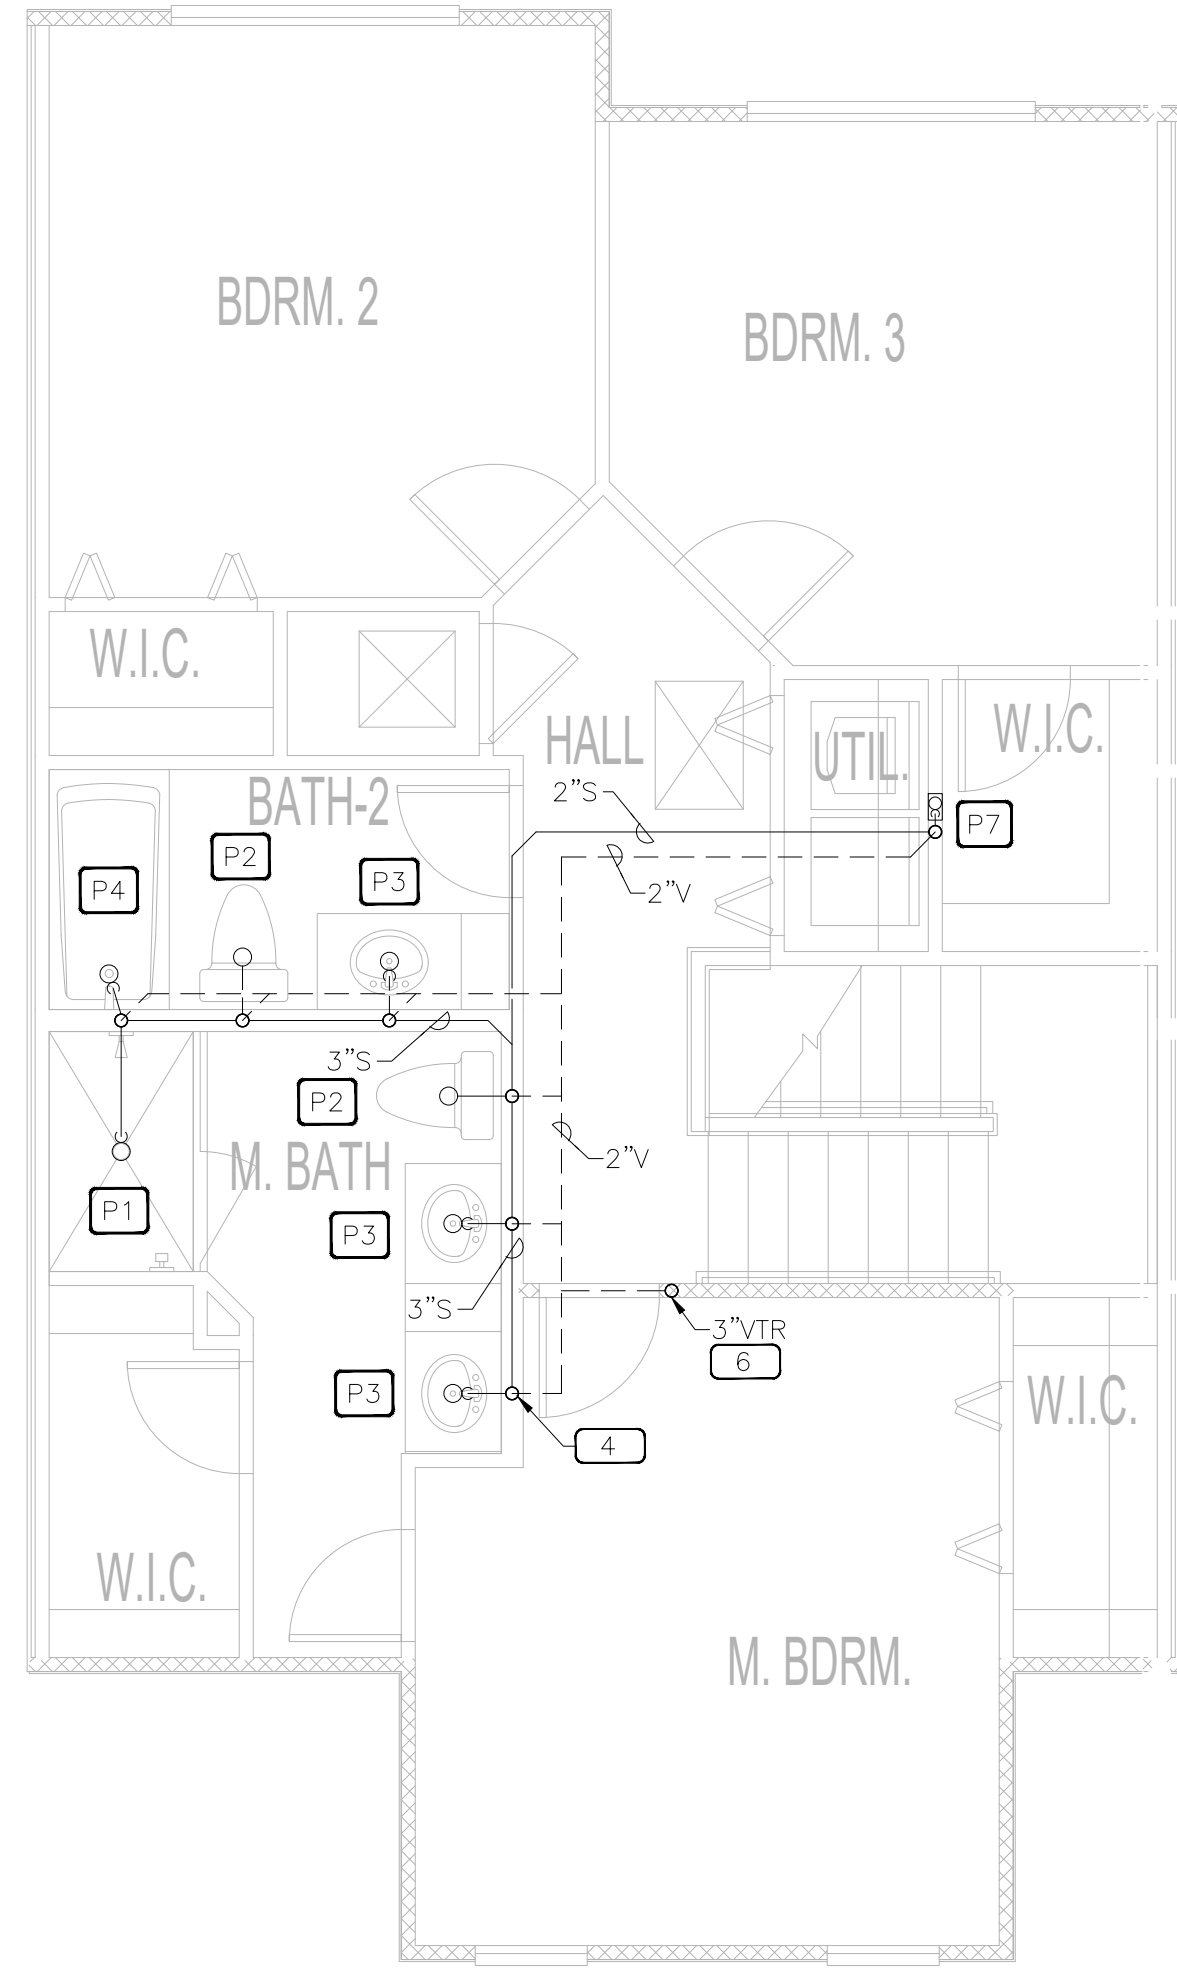 BDRM. 2
BDRM. 3
W.I.C.
HALL
UTIL.
W.I.C.
2”S
BATH-2
P7
P2
P3
P4
2”V
3”S
P2
M. BATH
2”V
P1
P3
3”S
3”VTR
6
P3
W.I.C.
4
W.I.C.
M. BDRM.